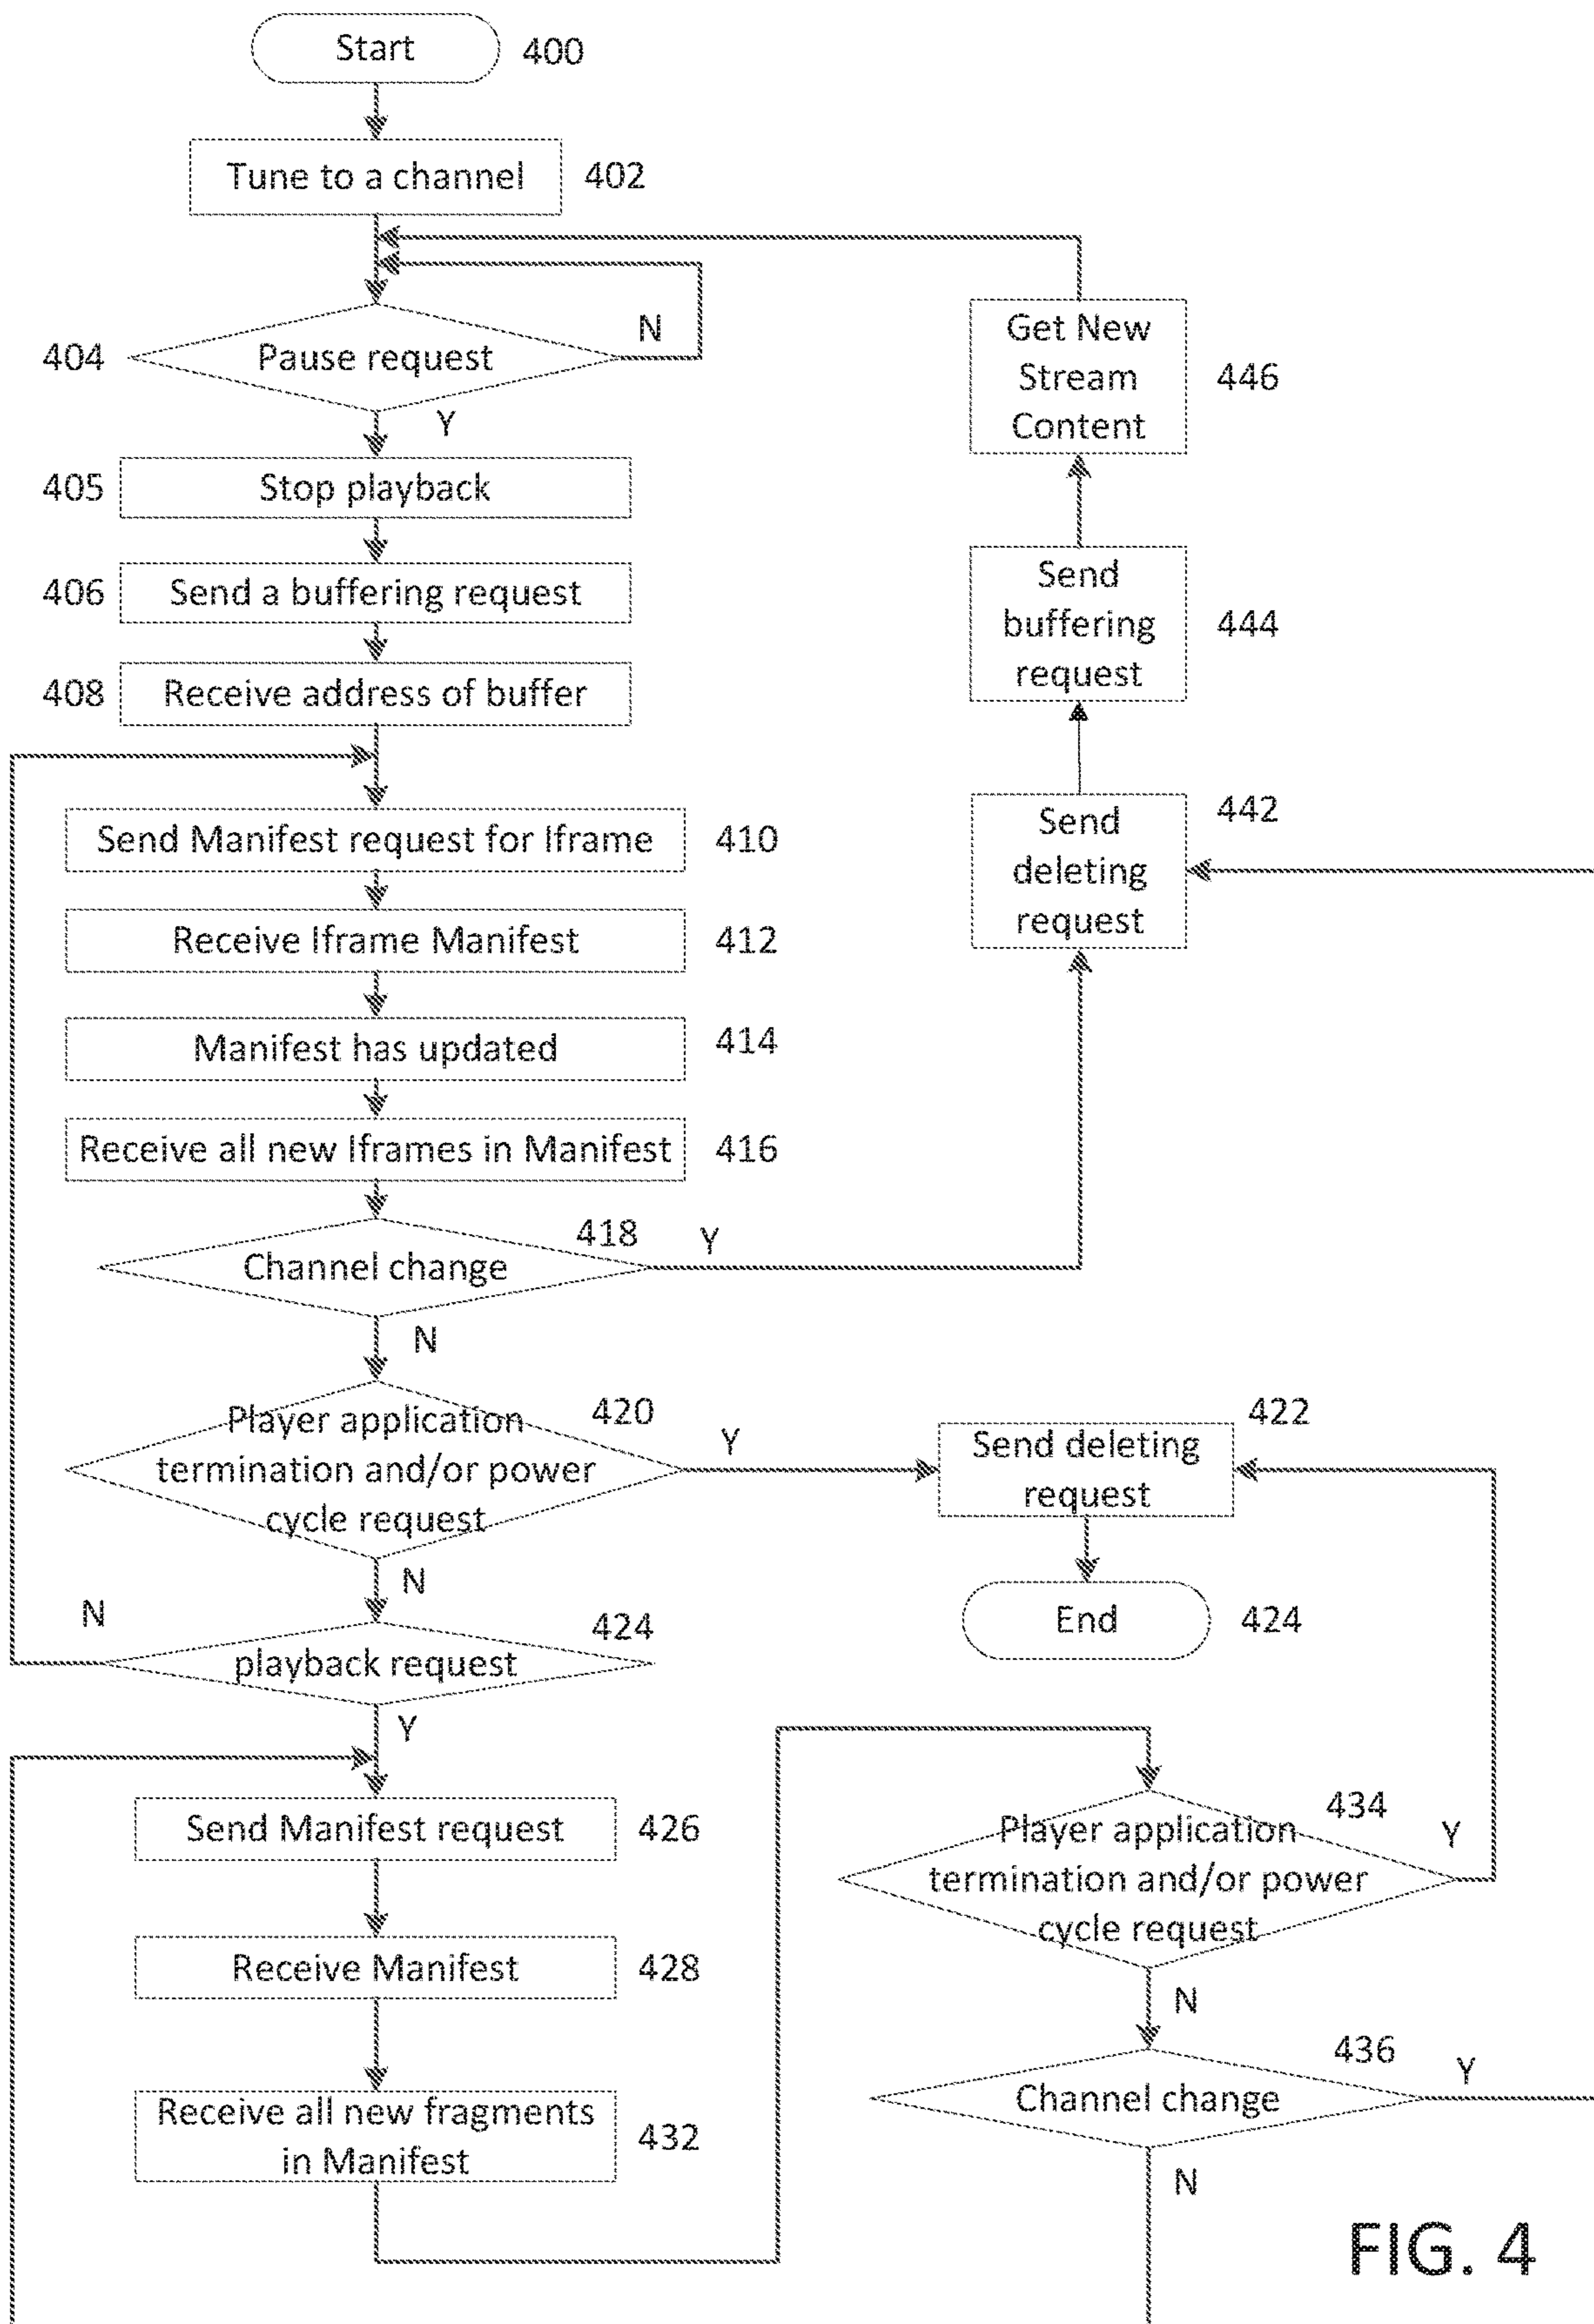 Start 400
Tune to a channel 402
404 Pause request N
Y
405 Stop playback
406 Send a buffering request
408 Receive address of buffer
Send Manifest request for Iframe 410
Receive Iframe Manifest 412
Manifest has updated 414
Receive all new Iframes in Manifest 416
Channel change 418 Y
N
Player application 420 Y
termination and/or power
cycle request
N
playback request 424 N
Y
Send Manifest request 426
Receive Manifest 428
Receive all new fragments 432
in Manifest
Get New
Stream 446
Content
Send
buffering 444
request
Send 442
deleting
request
422
Send deleting
request
End 424
Player application 434 Y
termination and/or power
cycle request
N
Channel change 436 Y
N
FIG. 4